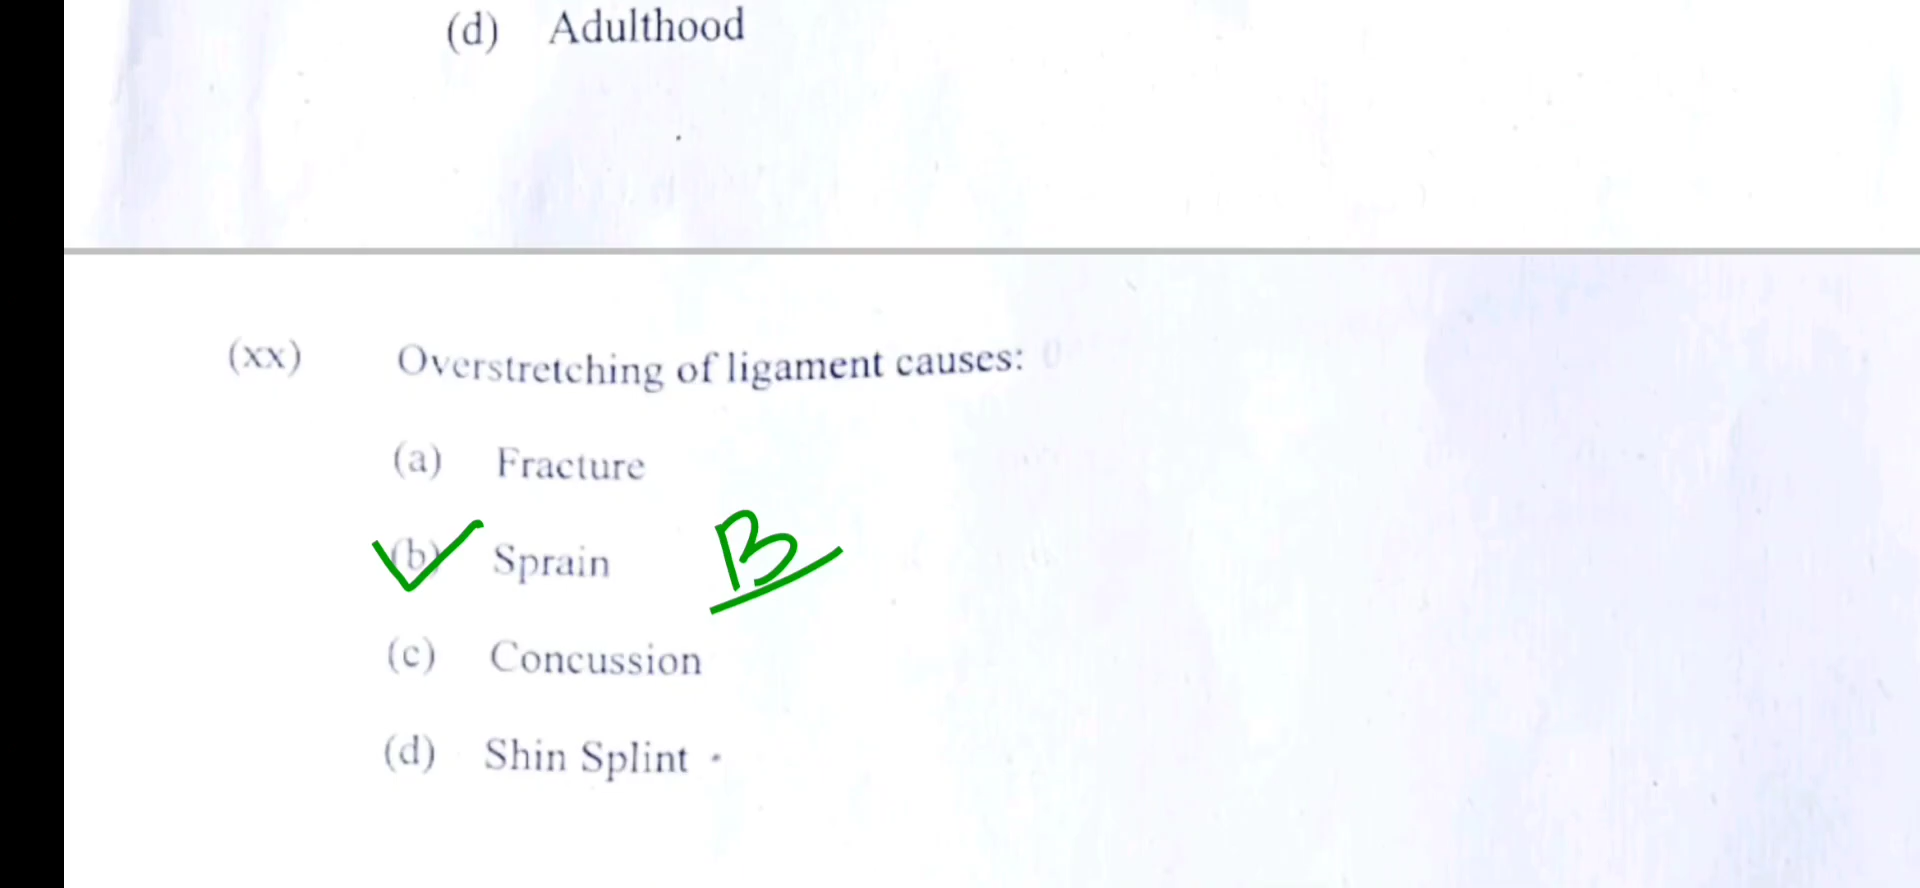 (d) Adulthood
(xx) Overstretching of ligament causes:
(a) Fracture
(b) Sprain B
(c) Concussion
(d) Shin Splint